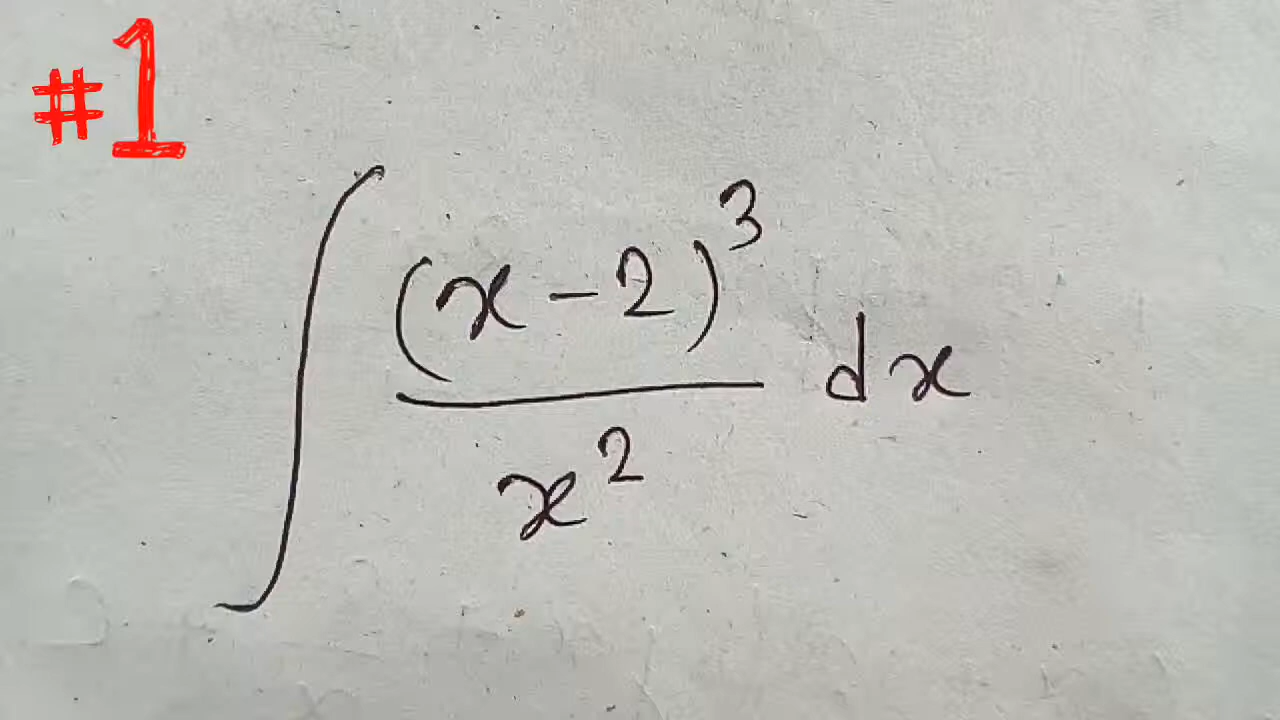 #1
∫ (x-2)³
x² dx